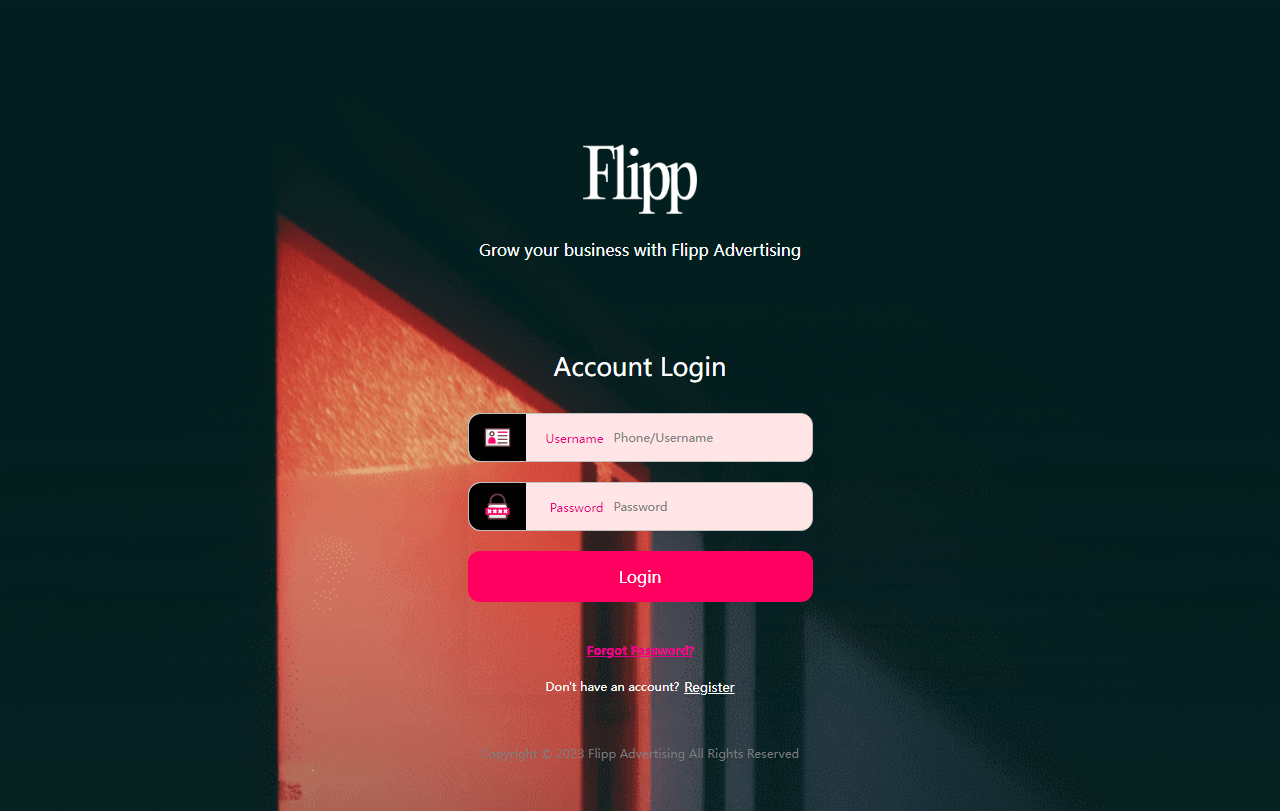 Flipp
Grow your business with Flipp Advertising
Account Login
Username Phone/Username
Password Password
Login
Forgot Password?
Don't have an account? Register
Copyright © 2023 Flipp Advertising All Rights Reserved